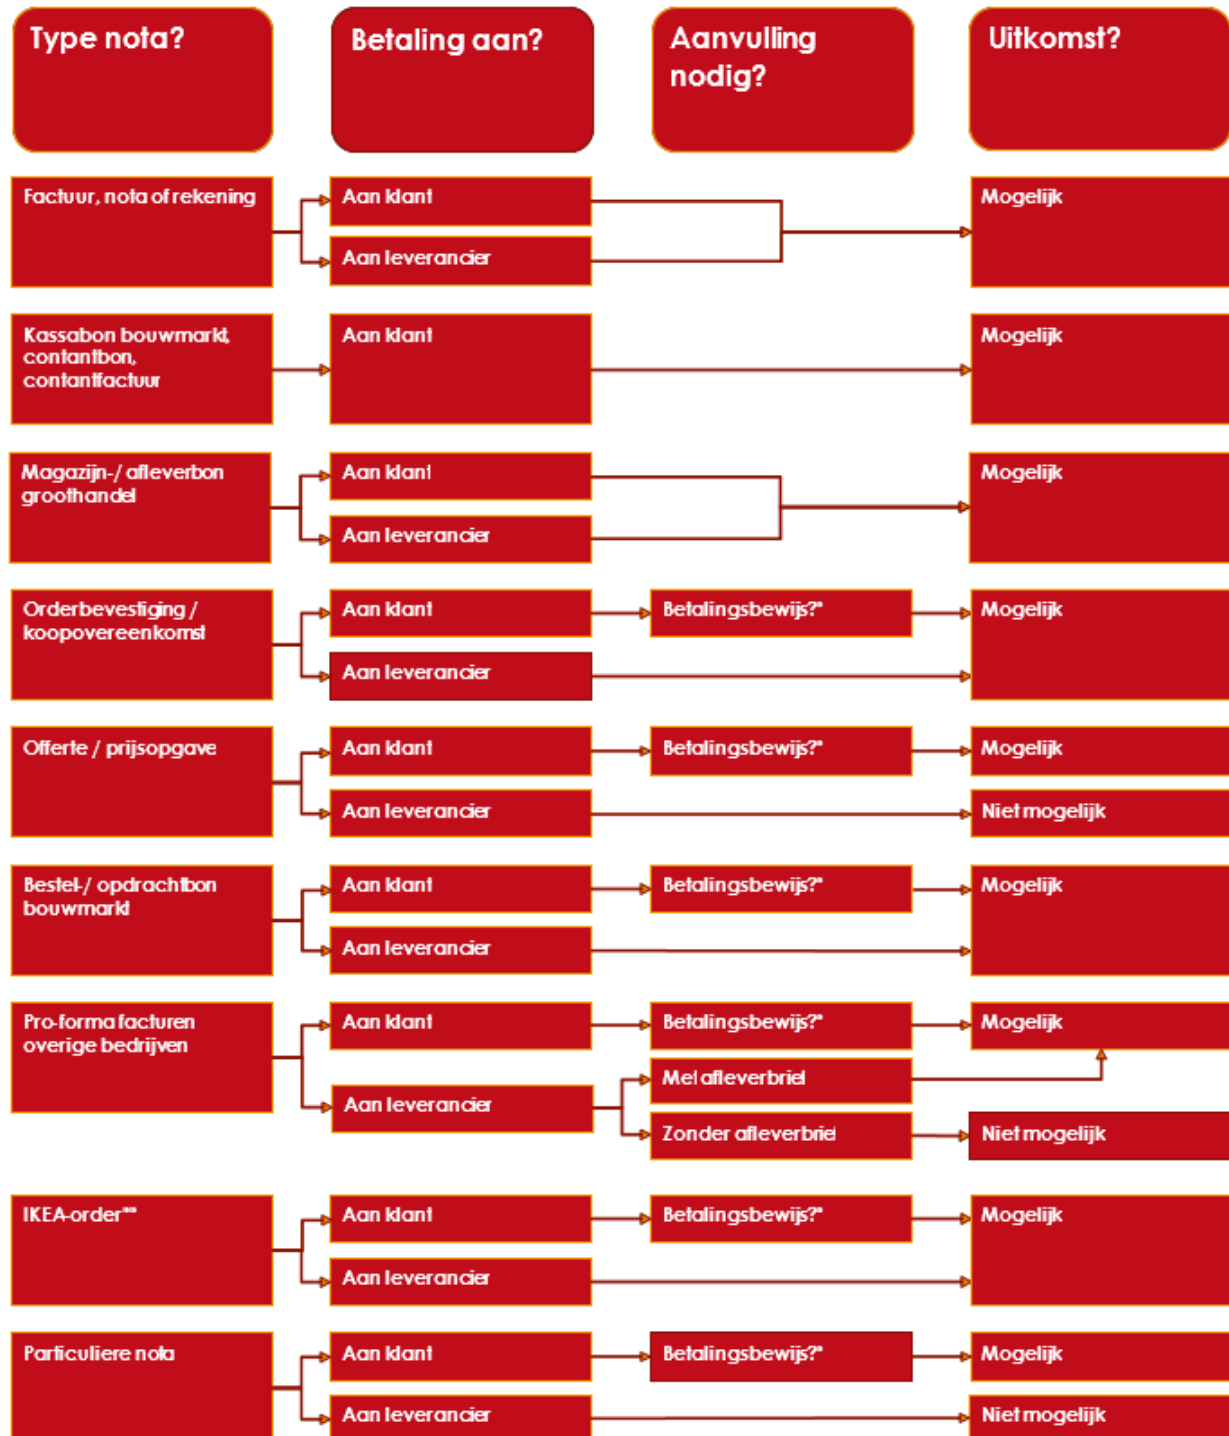 Type nota?
Betaling aan?
Aanvulling
nodig?
Uitkomst?
Factuur, nota of rekening
Aan klant
Aan leverancier
Mogelijk
Kassabon bouwmarkt,
contantbon,
contantfactuur
Aan klant
Mogelijk
Magazijn-/ afleverbon
groothandel
Aan klant
Aan leverancier
Mogelijk
Orderbevestiging /
koopovereenkomst
Aan klant
Betalingsbewijs?*
Mogelijk
Aan leverancier
Offerte / prijsopgave
Aan klant
Betalingsbewijs?*
Mogelijk
Aan leverancier
Niet mogelijk
Bestel-/ opdrachtbon
bouwmarkt
Aan klant
Betalingsbewijs?*
Mogelijk
Aan leverancier
Pro-forma facturen
overige bedrijven
Aan klant
Betalingsbewijs?*
Mogelijk
Aan leverancier
Met afleverbrief
Zonder afleverbrief
Niet mogelijk
IKEA-order**
Aan klant
Betalingsbewijs?*
Mogelijk
Aan leverancier
Particuliere nota
Aan klant
Betalingsbewijs?*
Mogelijk
Aan leverancier
Niet mogelijk